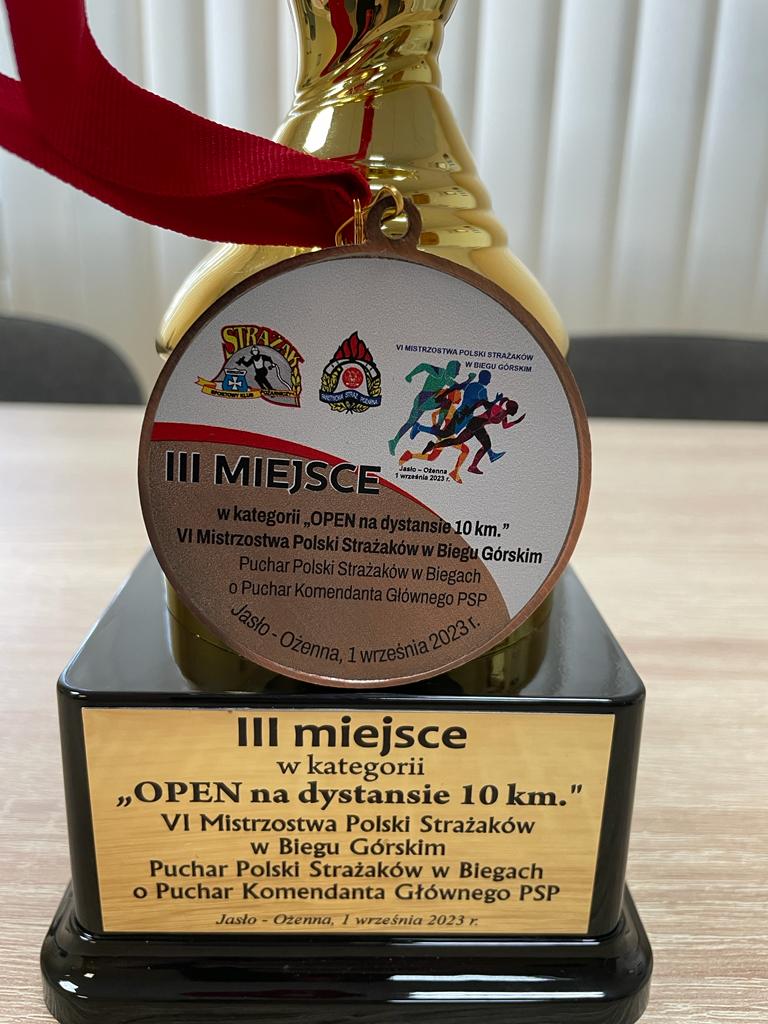 STRAŻAK
SPORTOWY KLUB
VI MISTRZOSTWA POLSKI STRAŻAKÓW
W BIEGU GÓRSKIM
Jasło - Ożenna
1 września 2023 r.
III MIEJSCE
w kategorii „OPEN na dystansie 10 km.”
VI Mistrzostwa Polski Strażaków w Biegu Górskim
Puchar Polski Strażaków w Biegach
o Puchar Komendanta Głównego PSP
Jasło - Ożenna, 1 września 2023 r.
III miejsce
w kategorii
„OPEN na dystansie 10 km."
VI Mistrzostwa Polski Strażaków
w Biegu Górskim
Puchar Polski Strażaków w Biegach
o Puchar Komendanta Głównego PSP
Jasło - Ożenna, 1 września 2023 r.